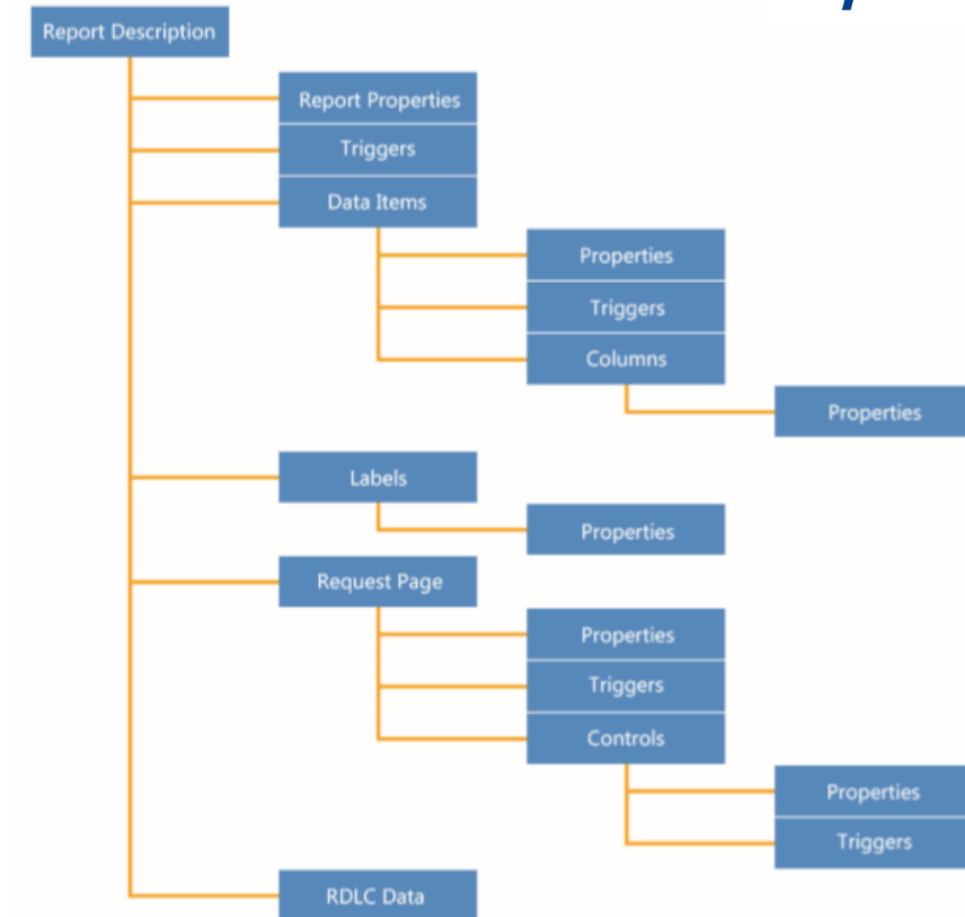 Report Description
Report Properties
Triggers
Data Items
Properties
Triggers
Columns
Properties
Labels
Properties
Request Page
Properties
Triggers
Controls
Properties
Triggers
RDLC Data